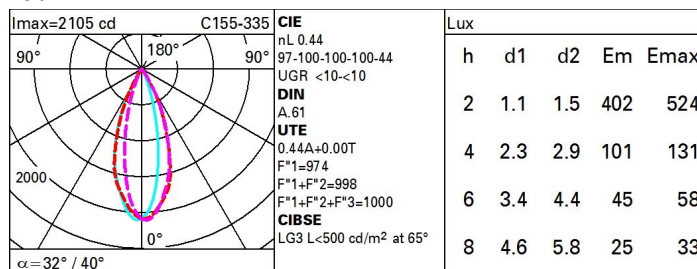 Imax=2105 cd C155-335
90° 180° 90°
2000
0°
α=32° / 40°
CIE
nL 0.44
97-100-100-100-44
UGR <10-<10
DIN
A.61
UTE
0.44A+0.00T
F"1=974
F"1+F"2=998
F"1+F"2+F"3=1000
CIBSE
LG3 L<500 cd/m² at 65°
Lux
h d1 d2 Em Emax
2 1.1 1.5 402 524
4 2.3 2.9 101 131
6 3.4 4.4 45 58
8 4.6 5.8 25 33